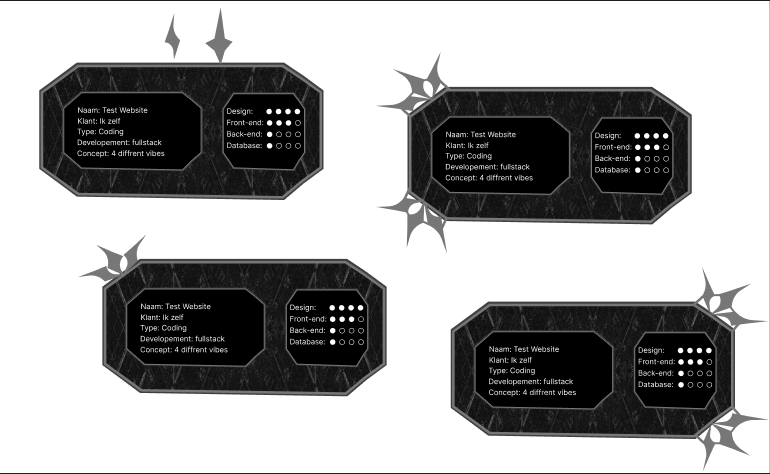 Naam: Test Website
Klant: Ik zelf
Type: Coding
Developement: fullstack
Concept: 4 diffrent vibes
Design:
Front-end:
Back-end:
Database:
Naam: Test Website
Klant: Ik zelf
Type: Coding
Developement: fullstack
Concept: 4 diffrent vibes
Design:
Front-end:
Back-end:
Database:
Naam: Test Website
Klant: Ik zelf
Type: Coding
Developement: fullstack
Concept: 4 diffrent vibes
Design:
Front-end:
Back-end:
Database:
Naam: Test Website
Klant: Ik zelf
Type: Coding
Developement: fullstack
Concept: 4 diffrent vibes
Design:
Front-end:
Back-end:
Database: